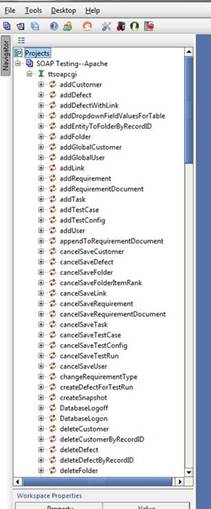 File Tools Desktop Help
Navigator
Projects
SOAP Testing--Apache
ttsoapcgi
addCustomer
addDefect
addDefectWithLink
addDropdownFieldValuesForTable
addEntityToFolderByRecordID
addFolder
addGlobalCustomer
addGlobalUser
addLink
addRequirement
addRequirementDocument
addTask
addTestCase
addTestConfig
addUser
appendToRequirementDocument
cancelSaveCustomer
cancelSaveDefect
cancelSaveFolder
cancelSaveFolderItemRank
cancelSaveLink
cancelSaveRequirement
cancelSaveRequirementDocument
cancelSaveTask
cancelSaveTestCase
cancelSaveTestConfig
cancelSaveTestRun
cancelSaveUser
changeRequirementType
createDefectForTestRun
createSnapshot
DatabaseLogoff
DatabaseLogon
deleteCustomer
deleteCustomerByRecordID
deleteDefect
deleteDefectByRecordID
deleteFolder
Workspace Properties
Property Value